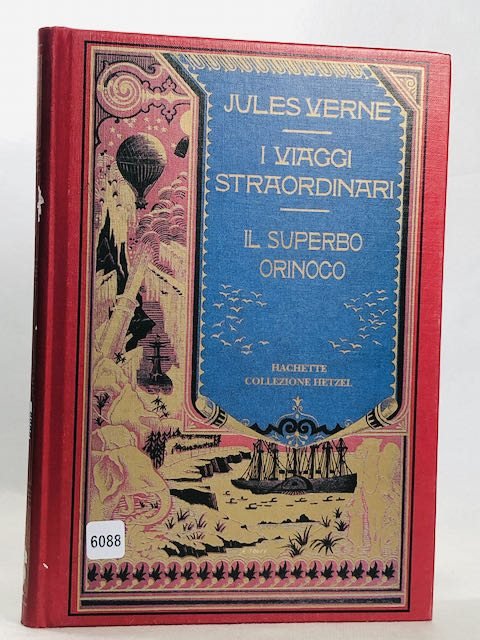 JULES VERNE
I VIAGGI
STRAORDINARI
IL SUPERBO
ORINOCO
HACHETTE
COLLEZIONE HETZEL
6088